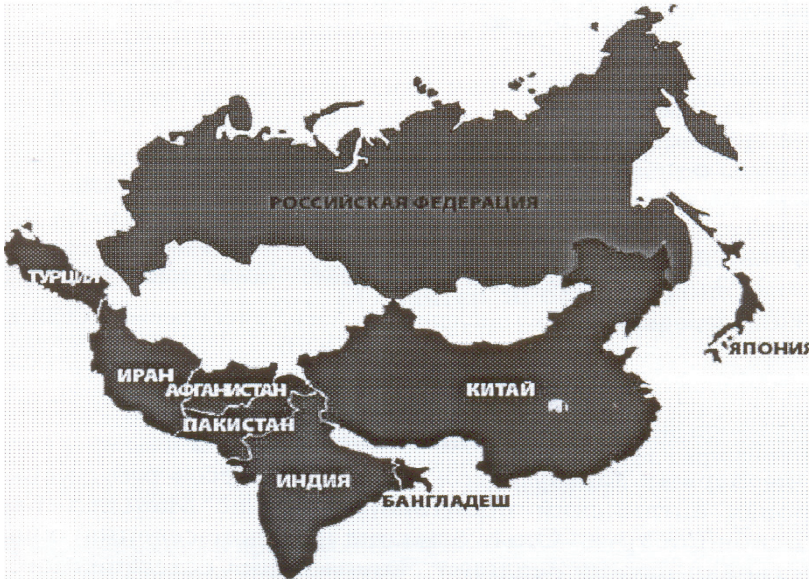 РОССИЙСКАЯ ФЕДЕРАЦИЯ
ТУРЦИЯ
ЯПОНИЯ
ИРАН
АФГАНИСТАН
КИТАЙ
ПАКИСТАН
ИНДИЯ
БАНГЛАДЕШ